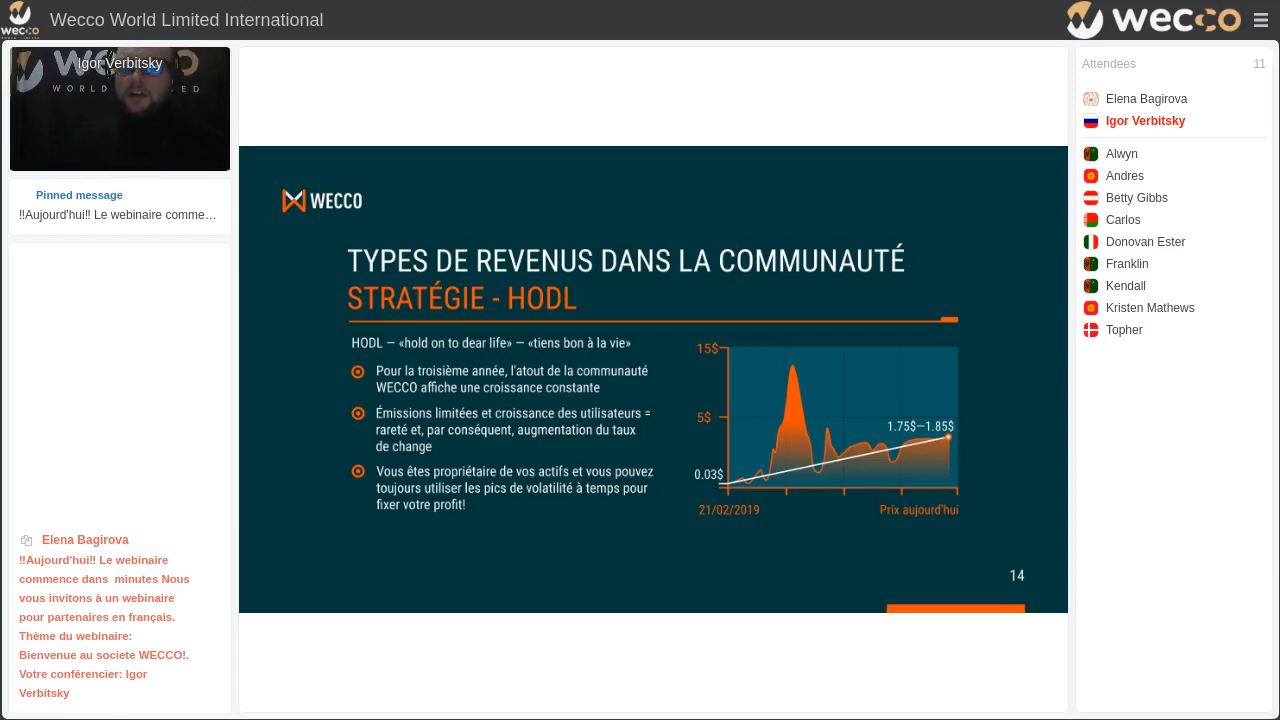 wecco
WORLD LIMITED
Wecco World Limited International
wecco
Igor Verbitsky
Pinned message
‼Aujourd'hui‼ Le webinaire comme…
Elena Bagirova
‼Aujourd'hui‼ Le webinaire
commence dans minutes Nous
vous invitons à un webinaire
pour partenaires en français.
Thème du webinaire:
Bienvenue au societe WECCO!.
Votre conférencier: Igor
Verbitsky
WECCO
TYPES DE REVENUS DANS LA COMMUNAUTÉ
STRATÉGIE - HODL
HODL — «hold on to dear life» — «tiens bon à la vie»
Pour la troisième année, l'atout de la communauté
WECCO affiche une croissance constante
Émissions limitées et croissance des utilisateurs =
rareté et, par conséquent, augmentation du taux
de change
Vous êtes propriétaire de vos actifs et vous pouvez
toujours utiliser les pics de volatilité à temps pour
fixer votre profit!
15$
5$
0.03$
1.75$—1.85$
21/02/2019
Prix aujourd'hui
14
Attendees 11
Elena Bagirova
Igor Verbitsky
Alwyn
Andres
Betty Gibbs
Carlos
Donovan Ester
Franklin
Kendall
Kristen Mathews
Topher